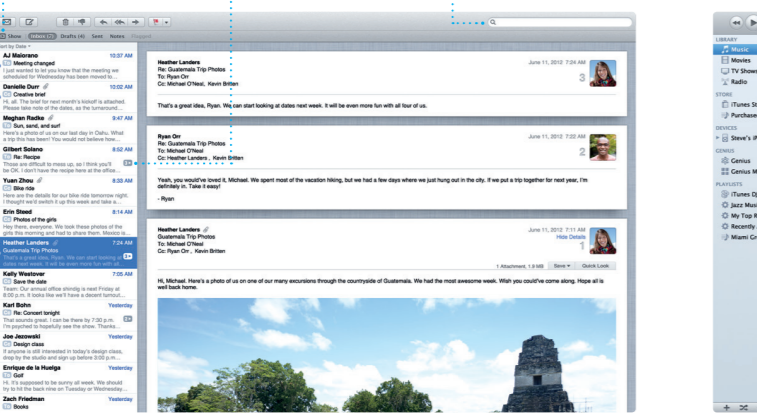 Show Inbox (2) Drafts (4) Sent Notes Flagged
Sort by Date
AJ Maiorano 10:57 AM
Meeting changed
I just wanted to let you know that the meeting we
scheduled for Wednesday has been moved to...
Danielle Durr 10:02 AM
Creative brief
Hi, all. The brief for next month's kickoff is attached.
Please take note of the dates, as the turnaround...
Meghan Radke 9:47 AM
Sun, sand, and surf
Here's a photo of us on our last day in Oahu. What
a trip this has been! You would not believe how...
Gilbert Solano 8:52 AM
Re: Recipe
Those are difficult to mess up, so I think you'll
be OK. I don't have the recipe here at the office...
Yuan Zhou 8:33 AM
Bike ride
Here are the details for our bike ride tomorrow night.
I thought we'd switch it up this week and take a...
Erin Steed 8:14 AM
Photos of the girls
Hey there, everyone. We took these photos of the
girls this morning and had to share them. Mexico is...
Heather Landers 7:24 AM
Guatemala Trip Photos
That's a great idea, Ryan. We can start looking at
dates next week. It will be even more fun with all...
Kelly Westover 7:05 AM
Save the date
Team: Our annual office shindig is next Friday at
8:00 p.m. It looks like we'll have a decent turnout...
Karl Bohn Yesterday
Re: Concert tonight
That sounds great. I can be there by 7:30 p.m.
I'm psyched to hopefully see the show. Thanks...
Joe Jezowski Yesterday
Design class
If anyone is still interested in today's design class,
drop by the studio and sign up before 3:00 p.m...
Enrique de la Huelga Yesterday
Golf
Hi. It's supposed to be sunny all week. We should
try to hit the back nine on Tuesday or Wednesday...
Zach Friedman Yesterday
Books
Heather Landers June 11, 2012 7:24 AM
Re: Guatemala Trip Photos
To: Ryan Orr 3
Cc: Michael O'Neal, Kevin Britten
That's a great idea, Ryan. We can start looking at dates next week. It will be even more fun with all four of us.
Ryan Orr June 11, 2012 7:22 AM
Re: Guatemala Trip Photos
To: Michael O'Neal 2
Cc: Heather Landers , Kevin Britten
Yeah, you would've loved it, Michael. We spent most of the vacation hiking, but we had a few days where we just hung out in the city. If we put a trip together for next year, I'm
definitely in. Take it easy!
- Ryan
Heather Landers June 11, 2012 7:11 AM
Guatemala Trip Photos Hide Details
To: Michael O'Neal 1
Cc: Ryan Orr , Kevin Britten
1 Attachment, 1.9 MB Save Quick Look
Hi, Michael. Here's a photo of us on one of our many excursions through the countryside of Guatemala. We had the most awesome week. Wish you could've come along. Hope all is
well back home.
LIBRARY
Music
Movies
TV Shows
Radio
STORE
iTunes St
Purchase
DEVICES
Steve's iP
GENIUS
Genius
Genius M
PLAYLISTS
iTunes DJ
Jazz Musi
My Top R
Recently
Miami Gr